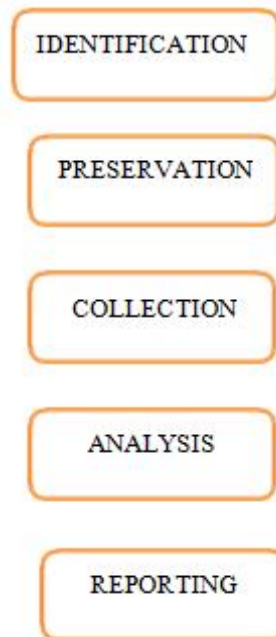 IDENTIFICATION
PRESERVATION
COLLECTION
ANALYSIS
REPORTING